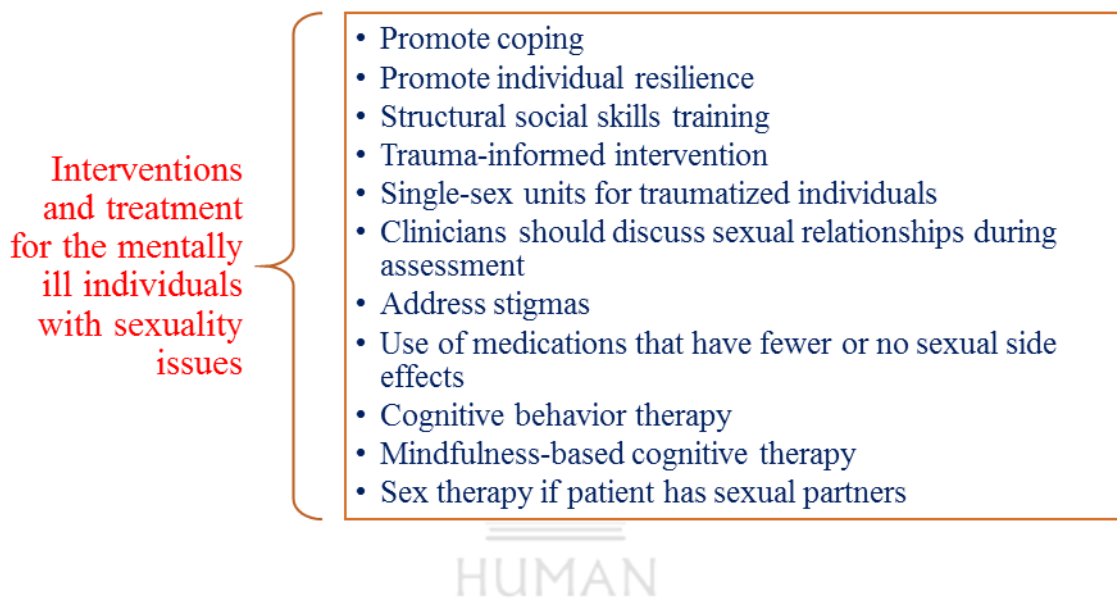 Interventions
and treatment
for the mentally
ill individuals
with sexuality
issues
• Promote coping
• Promote individual resilience
• Structural social skills training
• Trauma-informed intervention
• Single-sex units for traumatized individuals
• Clinicians should discuss sexual relationships during
assessment
• Address stigmas
• Use of medications that have fewer or no sexual side
effects
• Cognitive behavior therapy
• Mindfulness-based cognitive therapy
• Sex therapy if patient has sexual partners
HUMAN